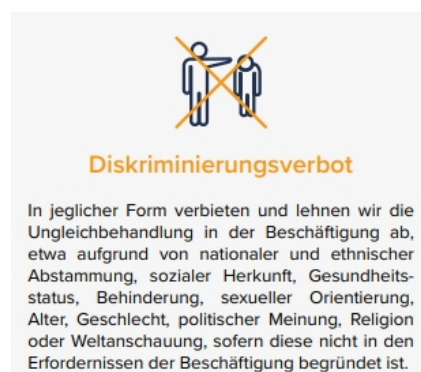 Diskriminierungsverbot
In jeglicher Form verbieten und lehnen wir die
Ungleichbehandlung in der Beschäftigung ab,
etwa aufgrund von nationaler und ethnischer
Abstammung, sozialer Herkunft, Gesundheits-
status, Behinderung, sexueller Orientierung,
Alter, Geschlecht, politischer Meinung, Religion
oder Weltanschauung, sofern diese nicht in den
Erfordernissen der Beschäftigung begründet ist.